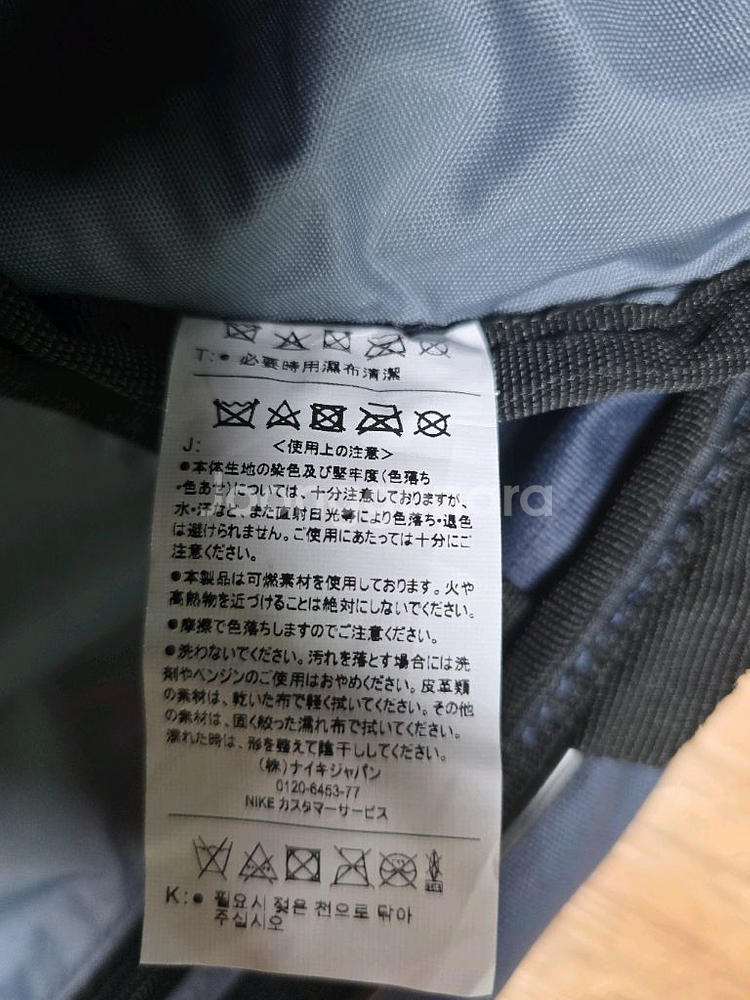 T: ● 必要時用濕布清潔
J: <使用上の注意>
●本体生地の染色及び堅牢度(色落ち
・色あせ)については、十分注意しておりますが、
水・汗など、また直射日光等により色落ち・退色
は避けられません。ご使用にあたっては十分にご
注意ください。
●本製品は可燃素材を使用しております。火や
高熱物を近づけることは絶対にしないでください。
●摩擦で色落ちしますのでご注意ください。
●洗わないでください。汚れを落とす場合には洗
剤やベンジンのご使用はおやめください。皮革類
の素材は、乾いた布で軽く拭いてください。その他
の素材は、固く絞った濡れ布で拭いてください。
濡れた時は、形を整えて陰干ししてください。
(株)ナイキジャパン
0120-6453-77
NIKE カスタマーサービス
K: ● 필요시 젖은 천으로 닦아
주십시오